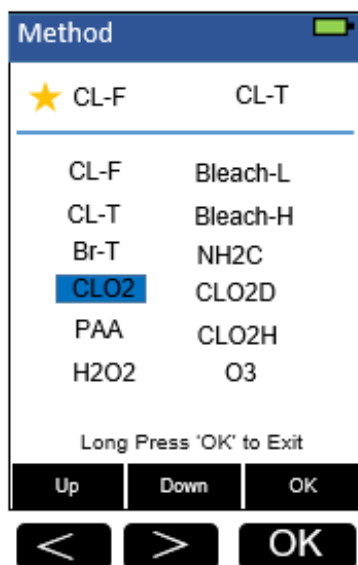 Method
CL-F CL-T
CL-F Bleach-L
CL-T Bleach-H
Br-T NH2C
CLO2 CLO2D
PAA CLO2H
H2O2 O3
Long Press 'OK' to Exit
Up Down OK
< > OK